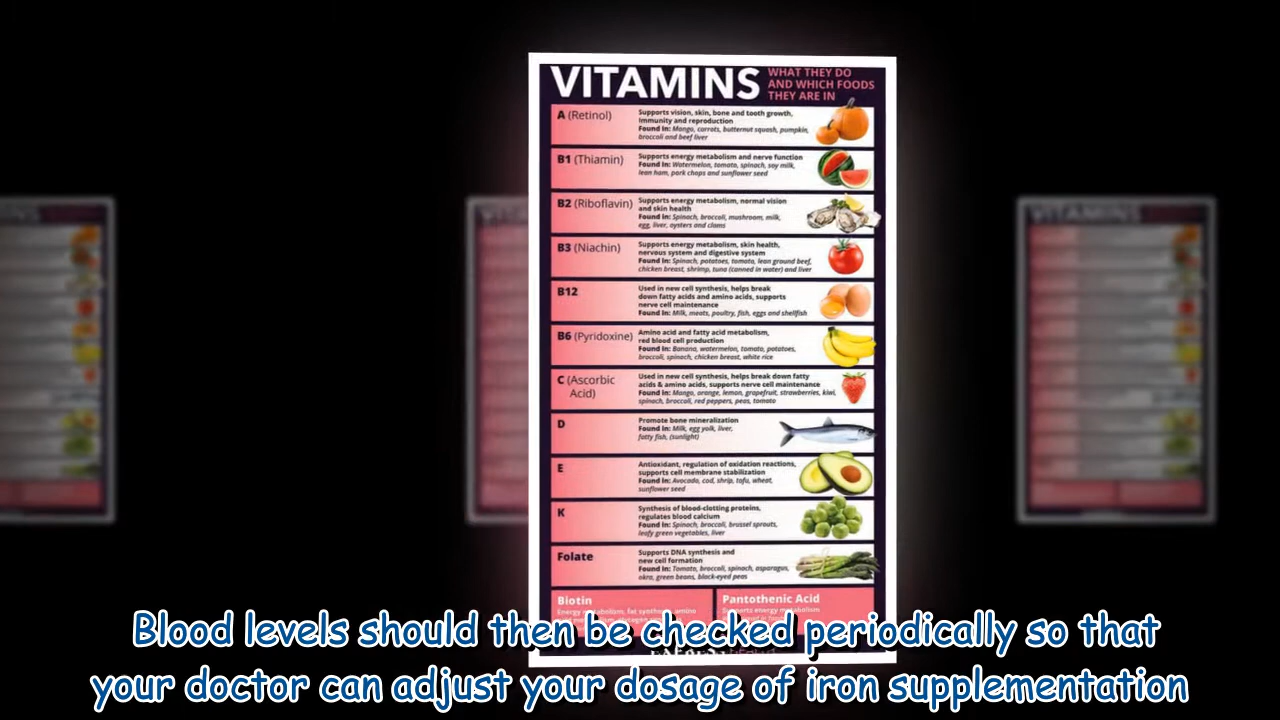 VITAMINS
WHAT THEY DO
AND WHICH FOODS
THEY ARE IN
A (Retinol)
Supports vision, skin, bone and tooth growth,
immunity and reproduction
Found In: Mango, carrots, butternut squash, pumpkin,
broccoli and beef liver
B1 (Thiamin)
Supports energy metabolism and nerve function
Found In: Watermelon, tomato, spinach, soy milk,
lean ham, pork chops and sunflower seed
B2 (Riboflavin)
Supports energy metabolism, normal vision
and skin health
Found In: Spinach, broccoli, mushroom, milk,
egg, liver, oysters and clams
B3 (Niachin)
Supports energy metabolism, skin health,
nervous system and digestive system
Found In: Spinach, potatoes, tomato, lean ground beef,
chicken breast, shrimp, tuna (canned in water) and liver
B12
Used in new cell synthesis, helps break
down fatty acids and amino acids, supports
nerve cell maintenance
Found In: Milk, meats, poultry, fish, eggs and shellfish
B6 (Pyridoxine)
Amino acid and fatty acid metabolism,
red blood cell production
Found In: Banana, watermelon, tomato, potatoes,
broccoli, spinach, chicken breast, white rice
C (Ascorbic
Acid)
Used in new cell synthesis, helps break down fatty
acids & amino acids, supports nerve cell maintenance
Found In: Mango, orange, lemon, grapefruit, strawberries, kiwi,
spinach, broccoli, red peppers, peas, tomato
D
Promote bone mineralization
Found In: Milk, egg yolk, liver,
fatty fish, (sunlight)
E
Antioxidant, regulation of oxidation reactions,
supports cell membrane stabilization
Found In: Avocado, cod, shrip, tofu, wheat,
sunflower seed
K
Synthesis of blood-clotting proteins,
regulates blood calcium
Found In: Spinach, broccoli, brussel sprouts,
leafy green vegetables, liver
Folate
Supports DNA synthesis and
new cell formation
Found In: Tomato, broccoli, spinach, asparagus,
okra, green beans, black-eyed peas
Biotin
Energy metabolism, fat synthesis, amino
Pantothenic Acid
Supports energy metabolism
Blood levels should then be checked periodically so that
your doctor can adjust your dosage of iron supplementation